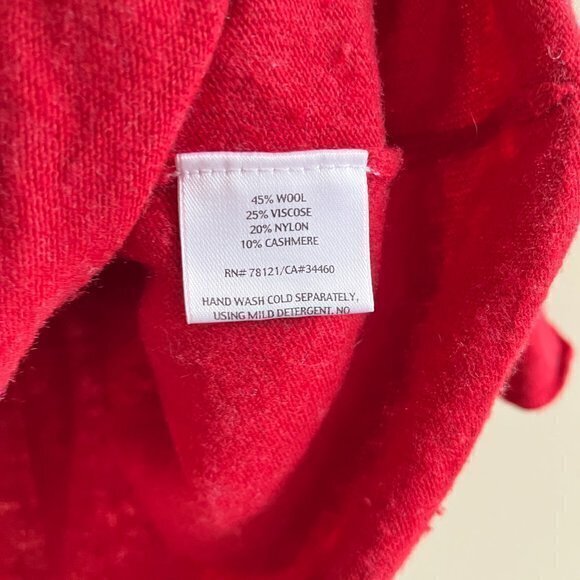 45% WOOL
25% VISCOSE
20% NYLON
10% CASHMERE
RN# 78121/CA#34460
HAND WASH COLD SEPARATELY,
USING MILD DETERGENT, NO